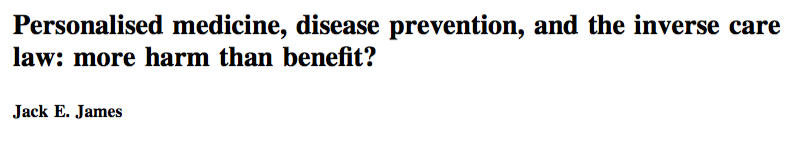 Personalised medicine, disease prevention, and the inverse care
law: more harm than benefit?
Jack E. James